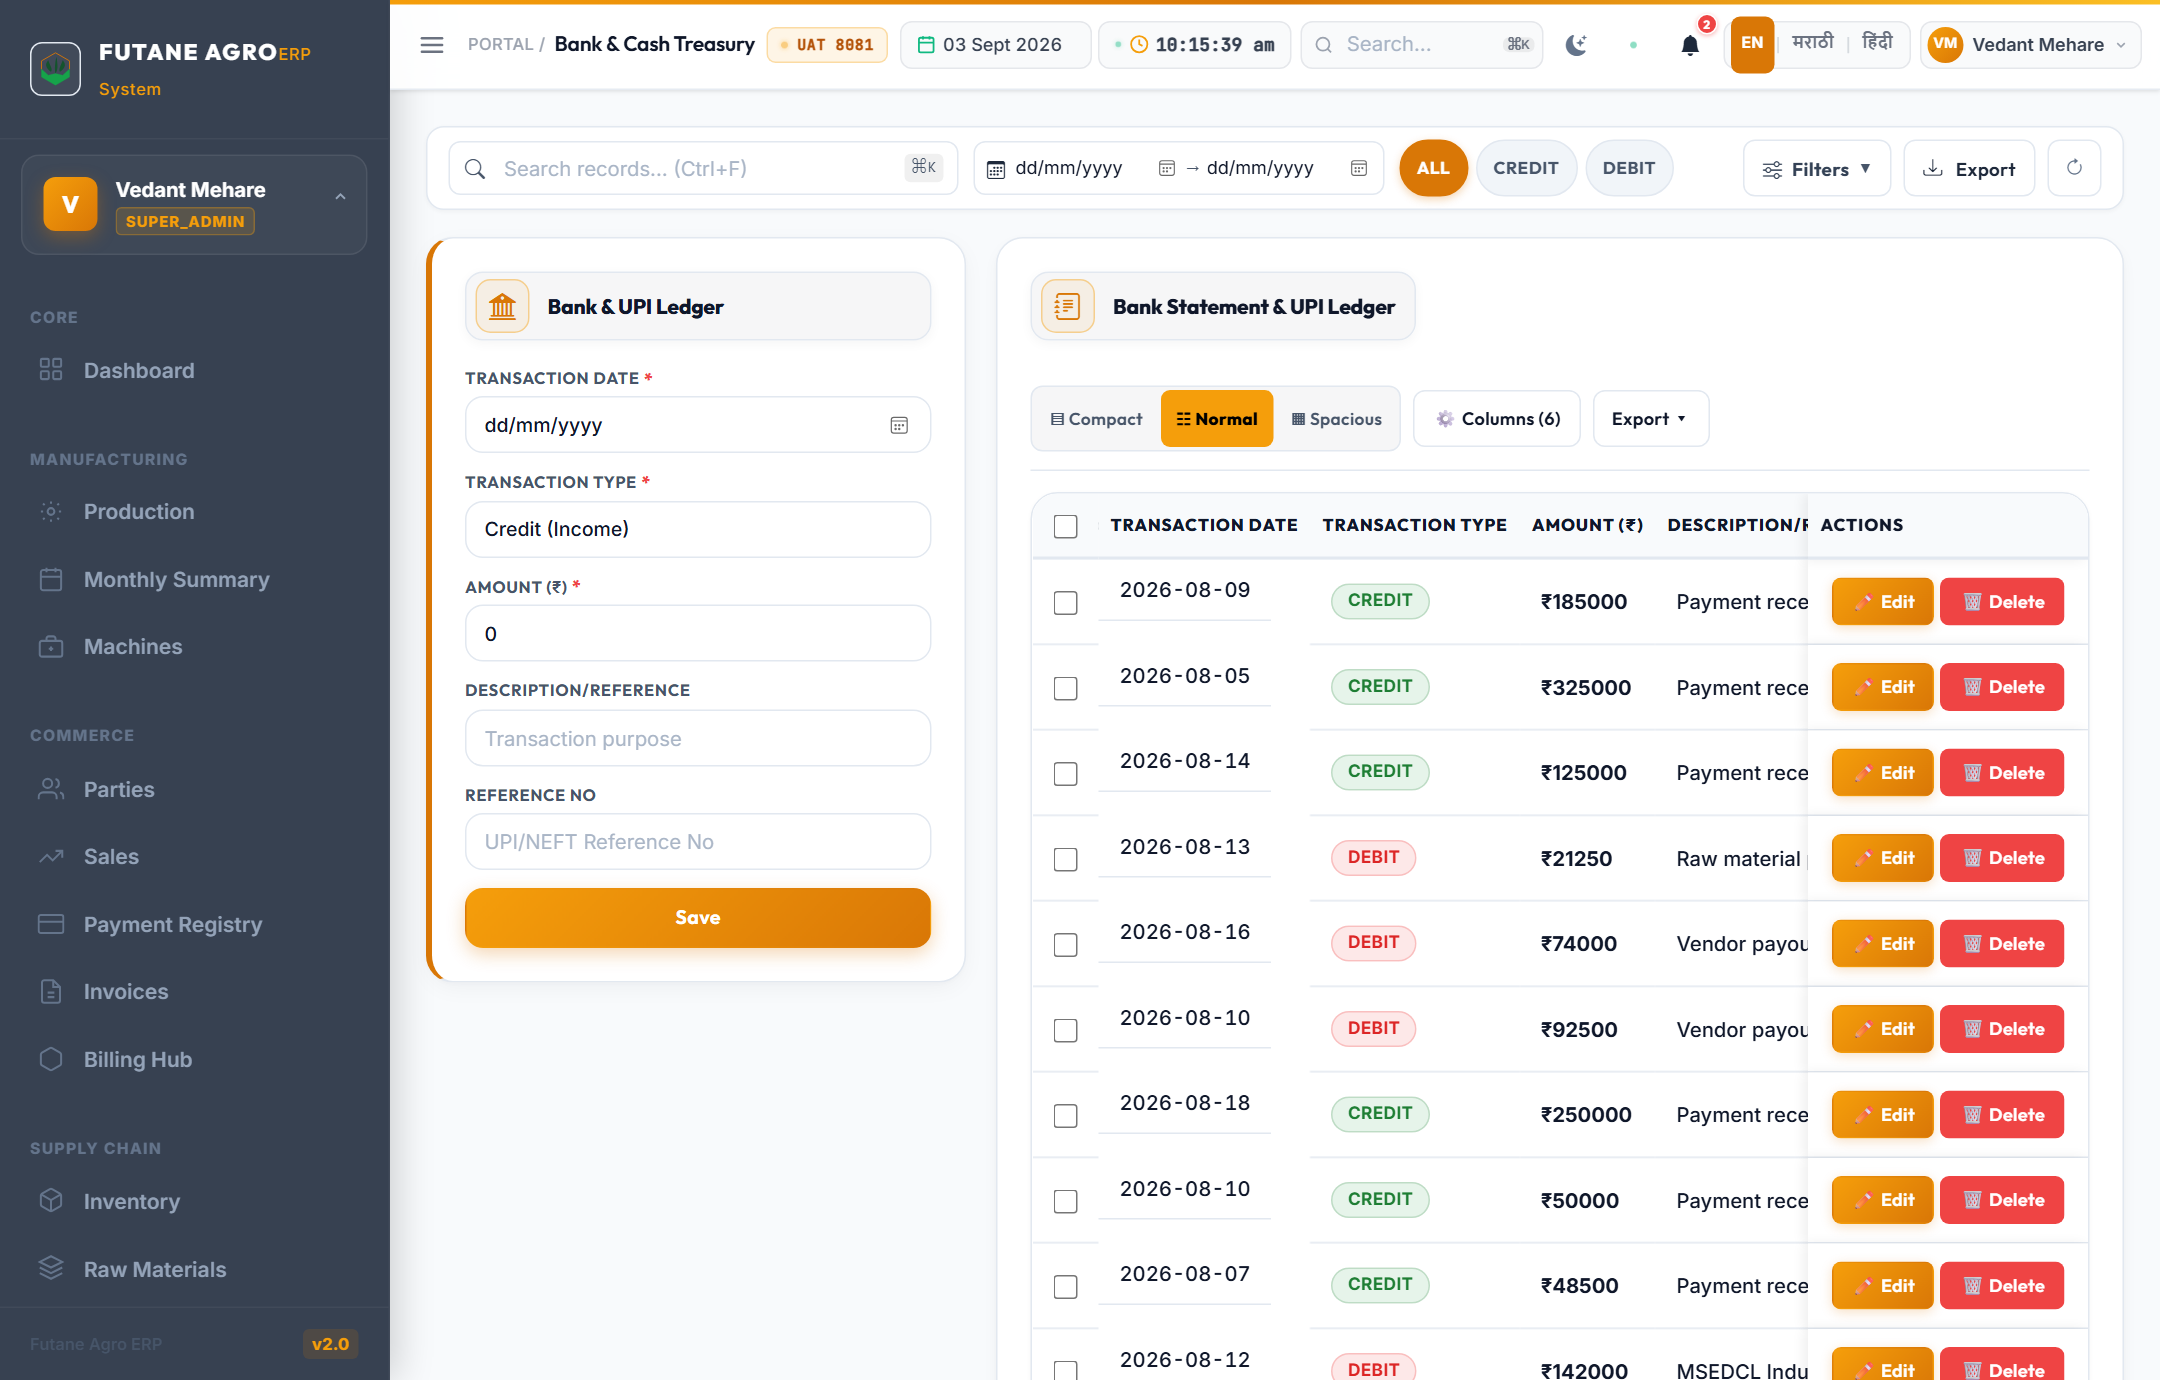 FUTANE AGRO ERP
System
Vedant Mehare
V
SUPER_ADMIN
CORE
Dashboard
MANUFACTURING
Production
Monthly Summary
Machines
COMMERCE
Parties
Sales
Payment Registry
Invoices
Billing Hub
SUPPLY CHAIN
Inventory
Raw Materials
Futane Agro ERP
v2.0
PORTAL / Bank & Cash Treasury
UAT 8081
03 Sept 2026
10:15:39 am
Search...
⌘K
2
EN | मराठी | हिंदी
VM Vedant Mehare
Search records... (Ctrl+F)
⌘K
dd/mm/yyyy → dd/mm/yyyy
ALL
CREDIT
DEBIT
Filters ▼
Export
Bank & UPI Ledger
TRANSACTION DATE *
dd/mm/yyyy
TRANSACTION TYPE *
Credit (Income)
AMOUNT (₹) *
0
DESCRIPTION/REFERENCE
Transaction purpose
REFERENCE NO
UPI/NEFT Reference No
Save
Bank Statement & UPI Ledger
Compact
Normal
Spacious
Columns (6)
Export ▼
TRANSACTION DATE TRANSACTION TYPE AMOUNT (₹) DESCRIPTION/R ACTIONS
2026-08-09 CREDIT ₹185000 Payment rece Edit Delete
2026-08-05 CREDIT ₹325000 Payment rece Edit Delete
2026-08-14 CREDIT ₹125000 Payment rece Edit Delete
2026-08-13 DEBIT ₹21250 Raw material Edit Delete
2026-08-16 DEBIT ₹74000 Vendor payou Edit Delete
2026-08-10 DEBIT ₹92500 Vendor payou Edit Delete
2026-08-18 CREDIT ₹250000 Payment rece Edit Delete
2026-08-10 CREDIT ₹50000 Payment rece Edit Delete
2026-08-07 CREDIT ₹48500 Payment rece Edit Delete
2026-08-12 DEBIT ₹142000 MSEDCL Indu Edit Delete